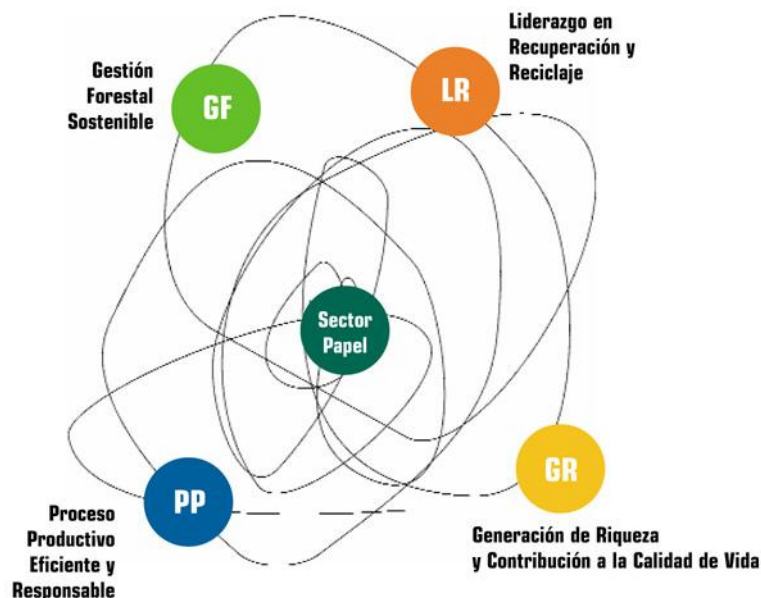 Liderazgo en
Recuperación y
Reciclaje
LR
Gestión
Forestal
Sostenible
GF
Sector
Papel
GR
Generación de Riqueza
y Contribución a la Calidad de Vida
PP
Proceso
Productivo
Eficiente y
Responsable